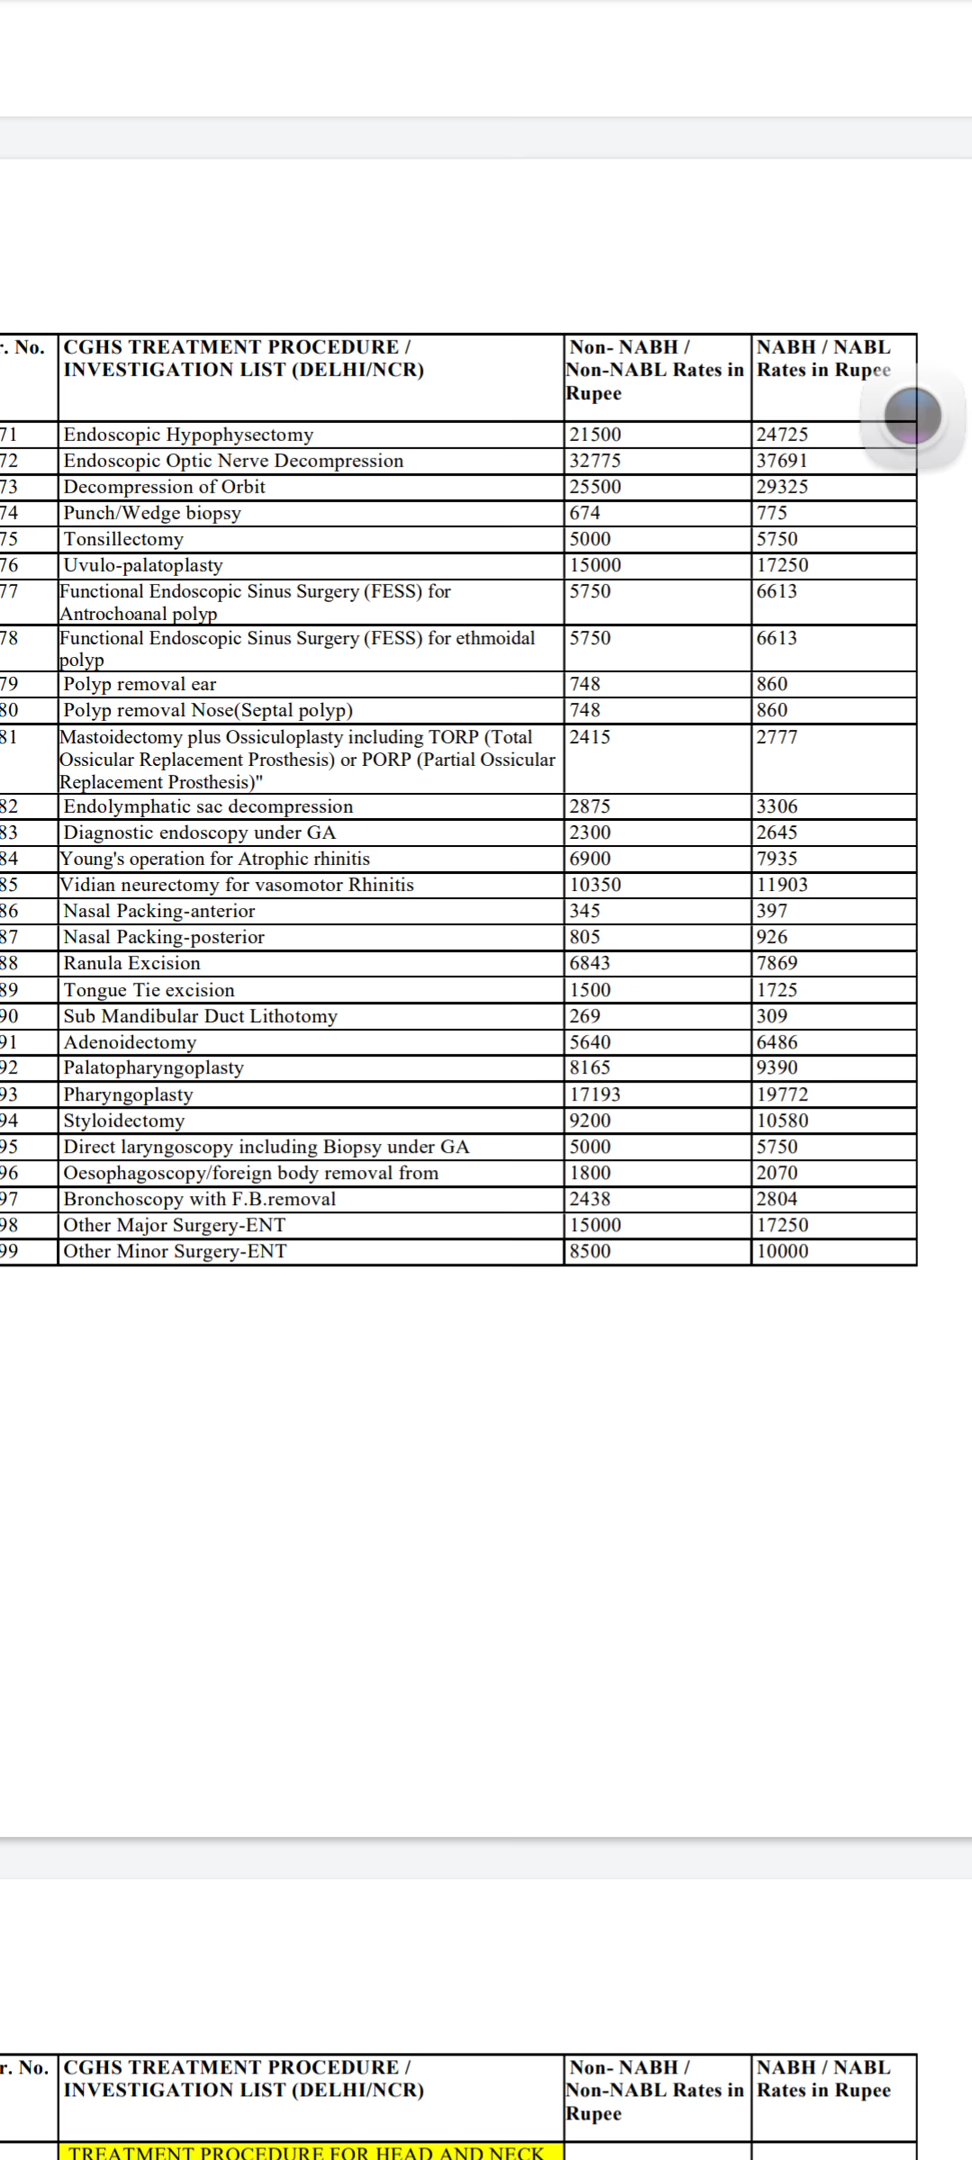 r. No. CGHS TREATMENT PROCEDURE / Non- NABH / NABH / NABL
INVESTIGATION LIST (DELHI/NCR) Non-NABL Rates in Rates in Rupee
Rupee
71 Endoscopic Hypophysectomy 21500 24725
72 Endoscopic Optic Nerve Decompression 32775 37691
73 Decompression of Orbit 25500 29325
74 Punch/Wedge biopsy 674 775
75 Tonsillectomy 5000 5750
76 Uvulo-palatoplasty 15000 17250
77 Functional Endoscopic Sinus Surgery (FESS) for 5750 6613
Antrochoanal polyp
78 Functional Endoscopic Sinus Surgery (FESS) for ethmoidal 5750 6613
polyp
79 Polyp removal ear 748 860
80 Polyp removal Nose(Septal polyp) 748 860
81 Mastoidectomy plus Ossiculoplasty including TORP (Total 2415 2777
Ossicular Replacement Prosthesis) or PORP (Partial Ossicular
Replacement Prosthesis)"
82 Endolymphatic sac decompression 2875 3306
83 Diagnostic endoscopy under GA 2300 2645
84 Young's operation for Atrophic rhinitis 6900 7935
85 Vidian neurectomy for vasomotor Rhinitis 10350 11903
86 Nasal Packing-anterior 345 397
87 Nasal Packing-posterior 805 926
88 Ranula Excision 6843 7869
89 Tongue Tie excision 1500 1725
90 Sub Mandibular Duct Lithotomy 269 309
91 Adenoidectomy 5640 6486
92 Palatopharyngoplasty 8165 9390
93 Pharyngoplasty 17193 19772
94 Styloidectomy 9200 10580
95 Direct laryngoscopy including Biopsy under GA 5000 5750
96 Oesophagoscopy/foreign body removal from 1800 2070
97 Bronchoscopy with F.B.removal 2438 2804
98 Other Major Surgery-ENT 15000 17250
99 Other Minor Surgery-ENT 8500 10000
r. No. CGHS TREATMENT PROCEDURE / Non- NABH / NABH / NABL
INVESTIGATION LIST (DELHI/NCR) Non-NABL Rates in Rates in Rupee
Rupee
TREATMENT PROCEDURE FOR HEAD AND NECK